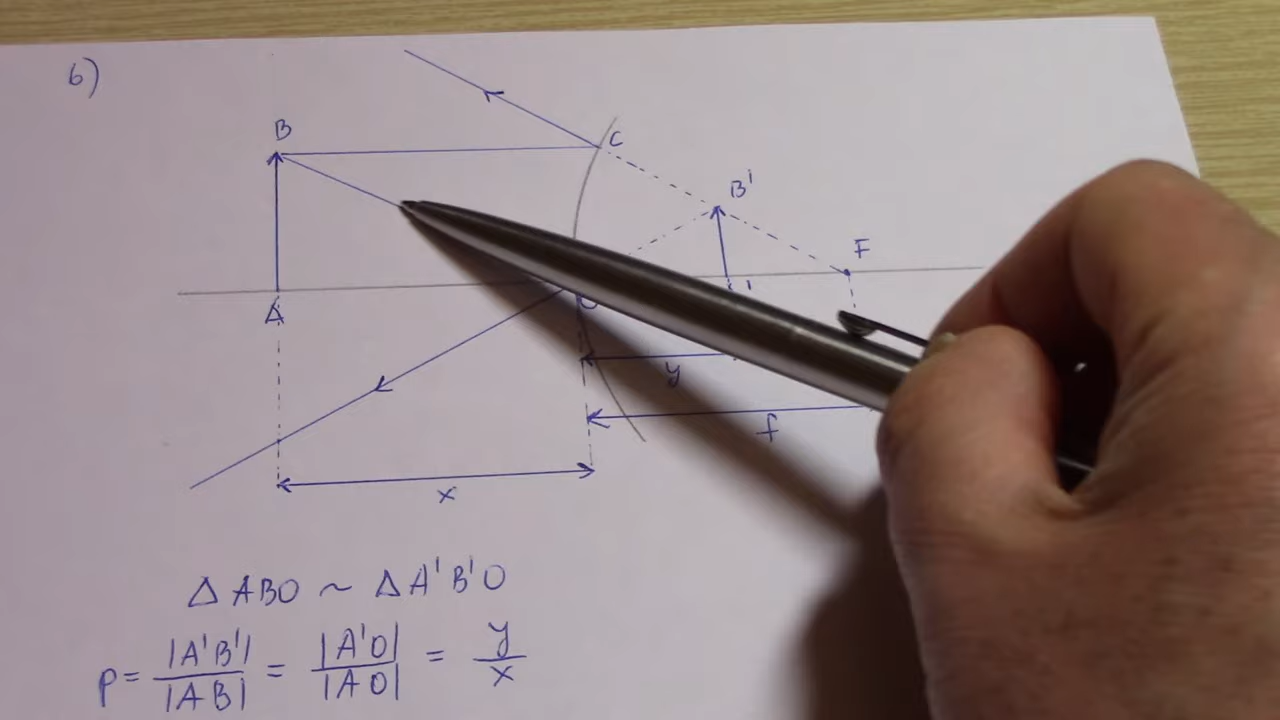 6)
B
C
B'
F
A
y
f
x
Δ ABO ~ Δ A'B'O
p = |A'B'| / |AB| = |A'O| / |AO| = y / x